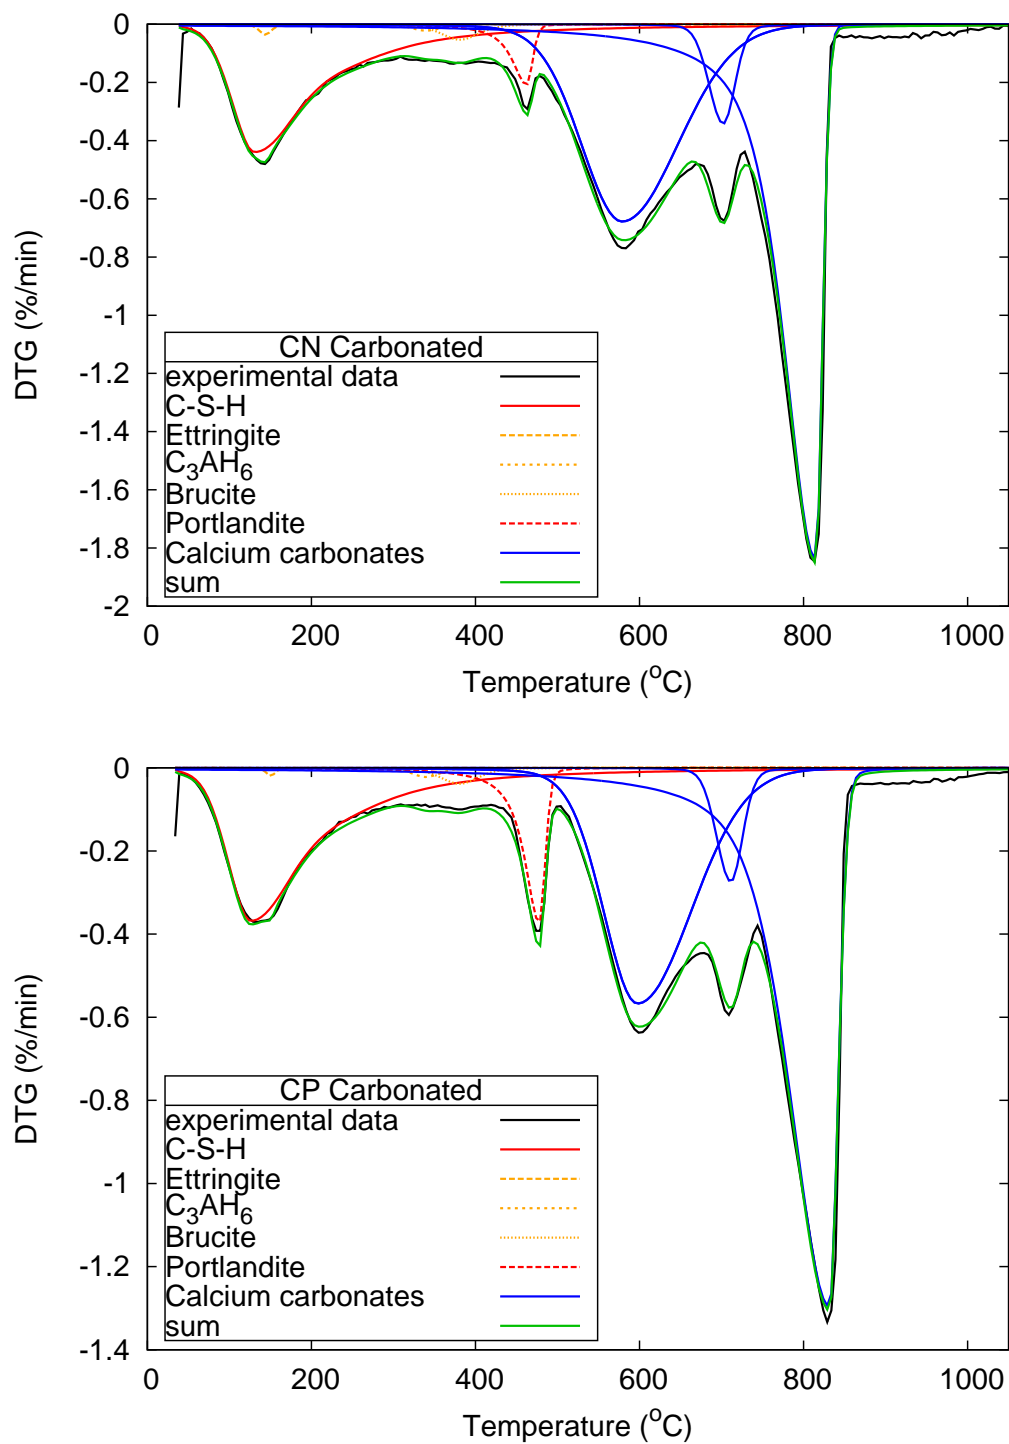 0
-0.2
-0.4
-0.6
-0.8
-1
-1.2
-1.4
-1.6
-1.8
-2
DTG (%/min)
CN Carbonated
experimental data
C-S-H
Ettringite
C₃AH₆
Brucite
Portlandite
Calcium carbonates
sum
0 200 400 600 800 1000
Temperature (°C)
0
-0.2
-0.4
-0.6
-0.8
-1
-1.2
-1.4
DTG (%/min)
CP Carbonated
experimental data
C-S-H
Ettringite
C₃AH₆
Brucite
Portlandite
Calcium carbonates
sum
0 200 400 600 800 1000
Temperature (°C)